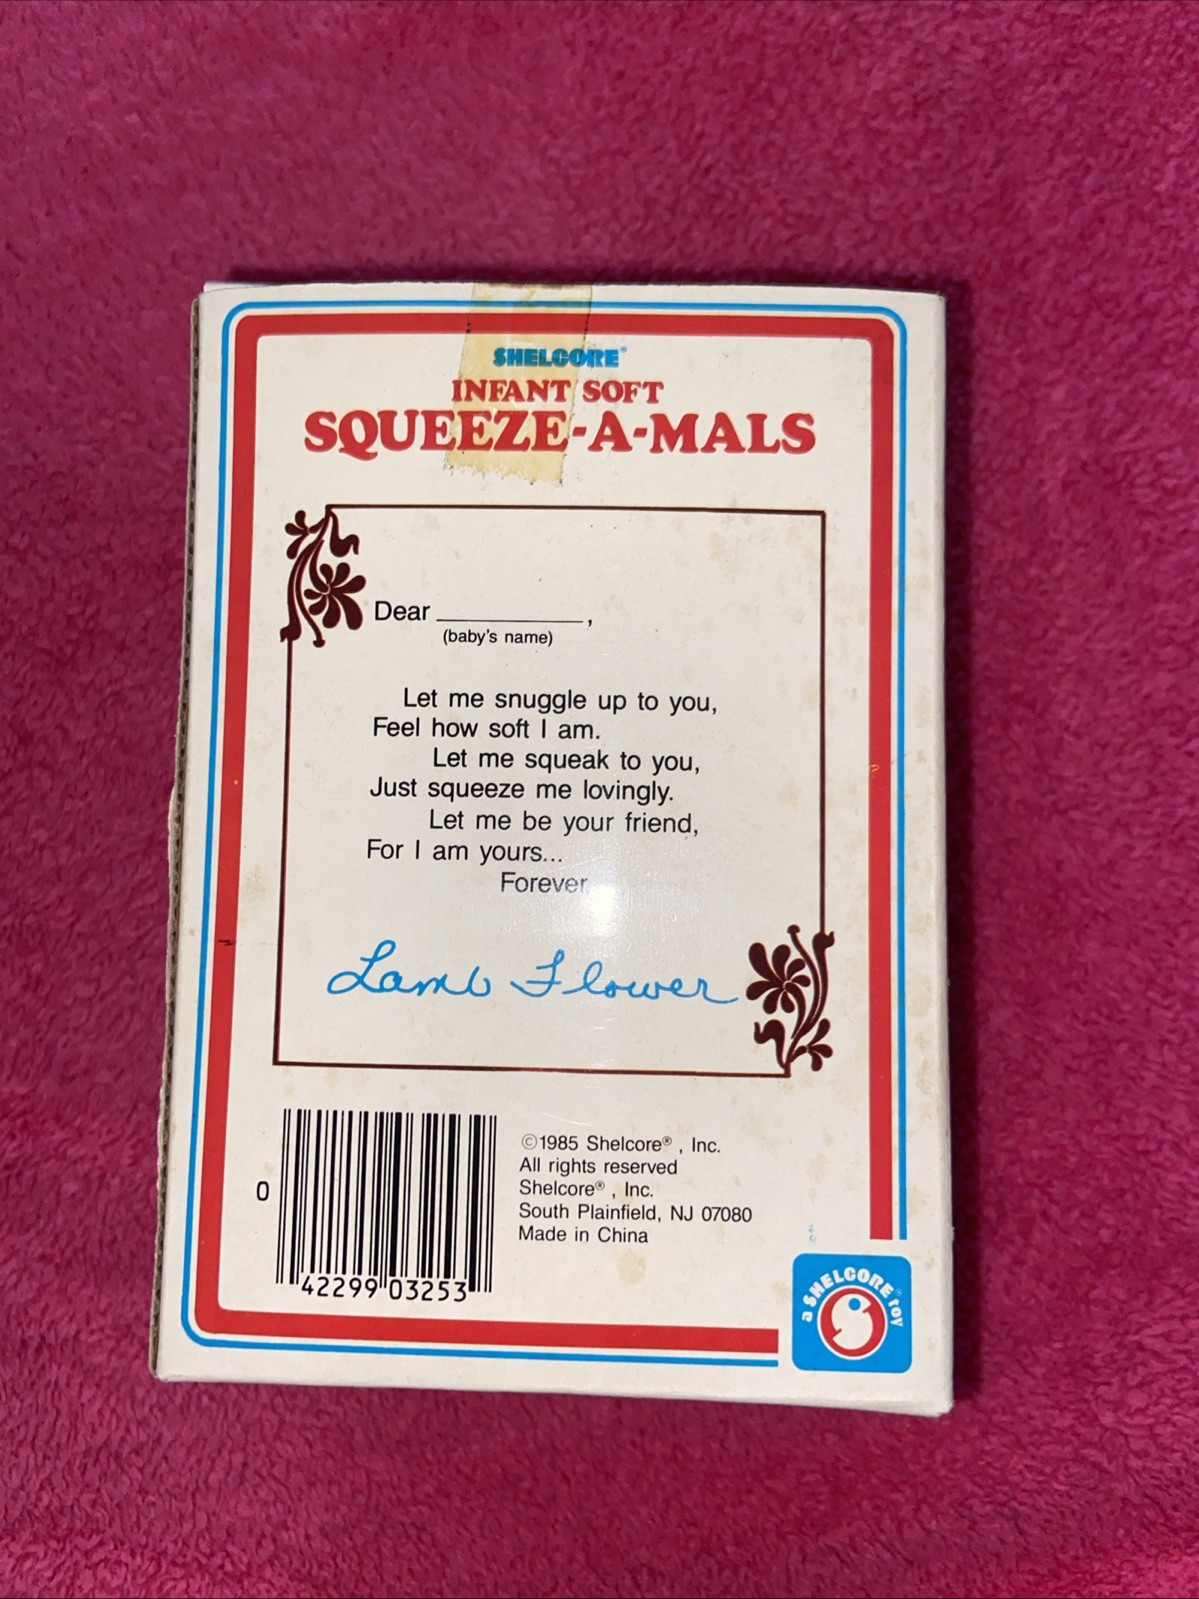 SHELCORE®
INFANT SOFT
SQUEEZE-A-MALS
Dear ___________,
(baby's name)
Let me snuggle up to you,
Feel how soft I am.
Let me squeak to you,
Just squeeze me lovingly.
Let me be your friend,
For I am yours...
Forever
Lamb Flower
©1985 Shelcore®, Inc.
All rights reserved
Shelcore®, Inc.
South Plainfield, NJ 07080
Made in China
0 42299 03253
a SHELCORE® toy